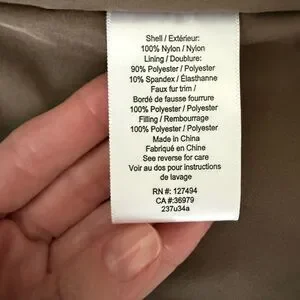 Shell / Extérieur:
100% Nylon / Nylon
Lining / Doublure:
90% Polyester / Polyester
10% Spandex / Élasthanne
Faux fur trim /
Bordé de fausse fourrure
100% Polyester / Polyester
Filling / Rembourrage
100% Polyester / Polyester
Made in China
Fabriqué en Chine
See reverse for care
Voir au dos pour instructions
de lavage
RN #: 127494
CA #:36979
237u34a